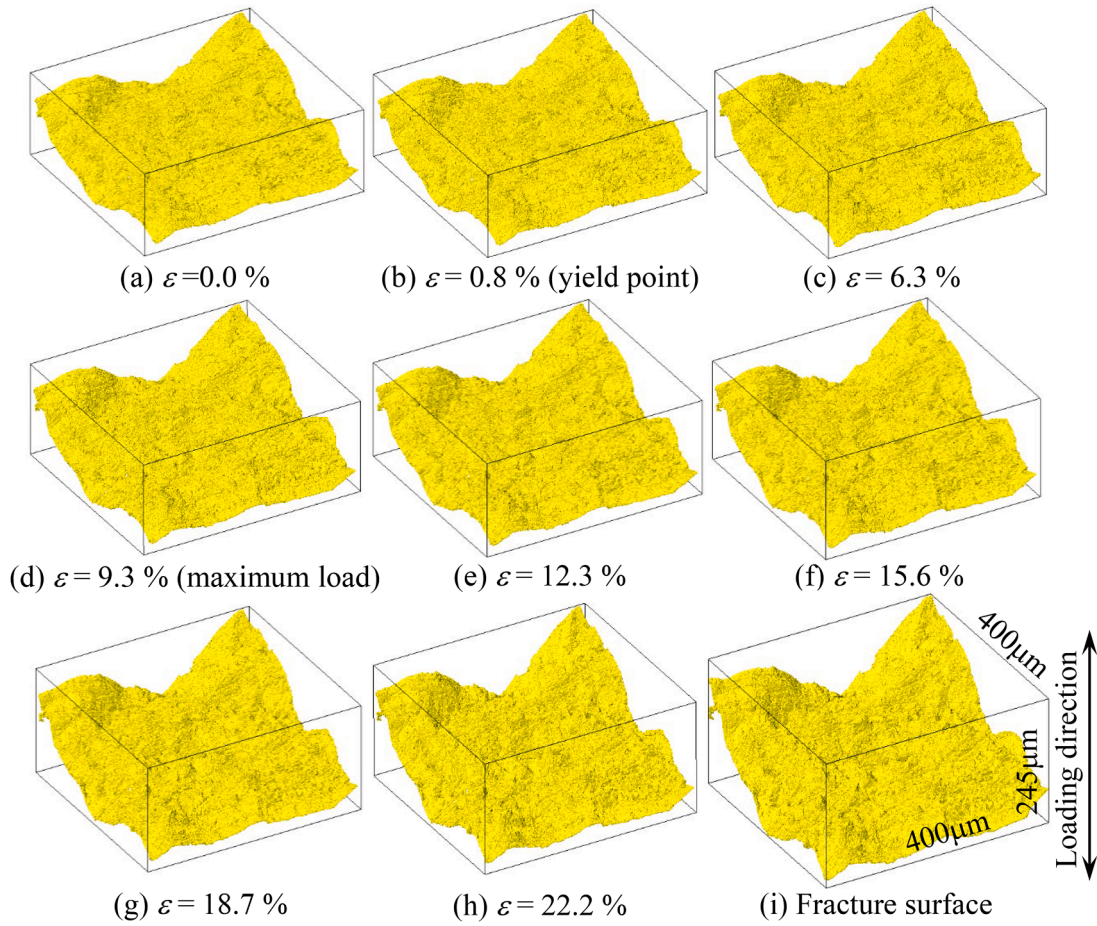 (a) ε =0.0 %
(b) ε = 0.8 % (yield point)
(c) ε = 6.3 %
(d) ε = 9.3 % (maximum load)
(e) ε = 12.3 %
(f) ε = 15.6 %
400μm
Loading direction
245μm
400μm
(g) ε = 18.7 %
(h) ε = 22.2 %
(i) Fracture surface